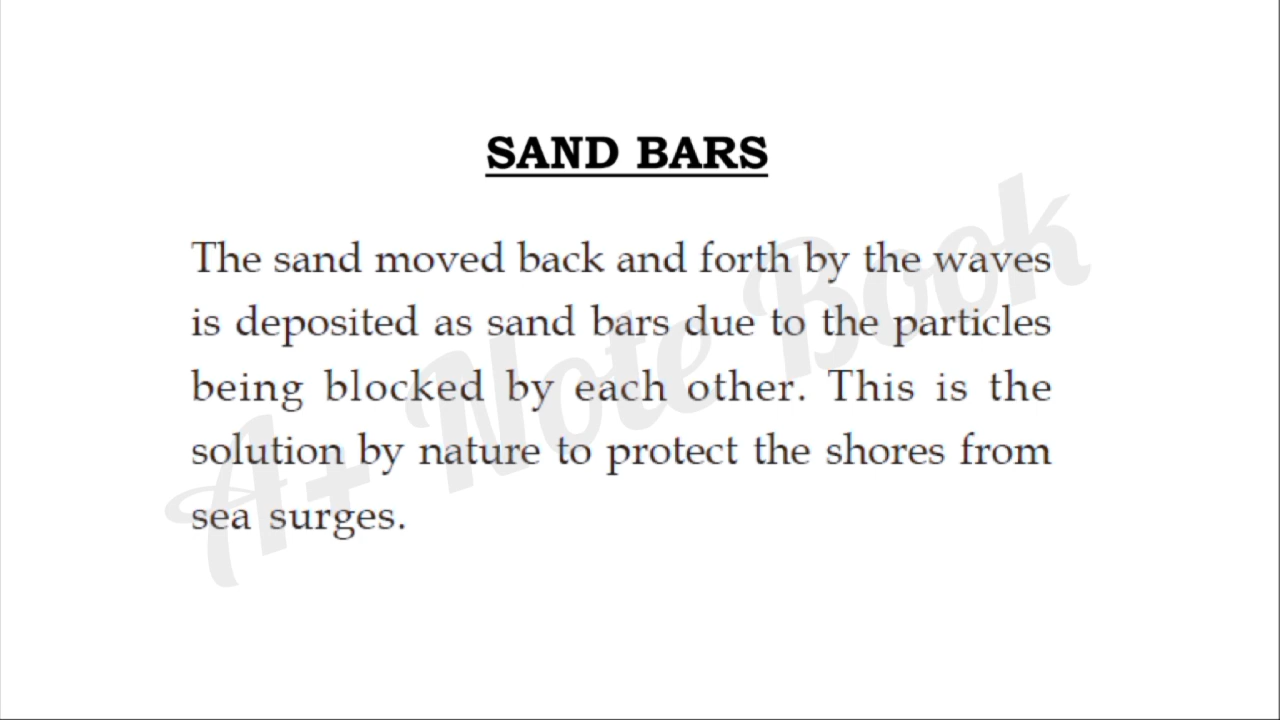 SAND BARS
The sand moved back and forth by the waves
is deposited as sand bars due to the particles
being blocked by each other. This is the
solution by nature to protect the shores from
sea surges.
A+ Note Book